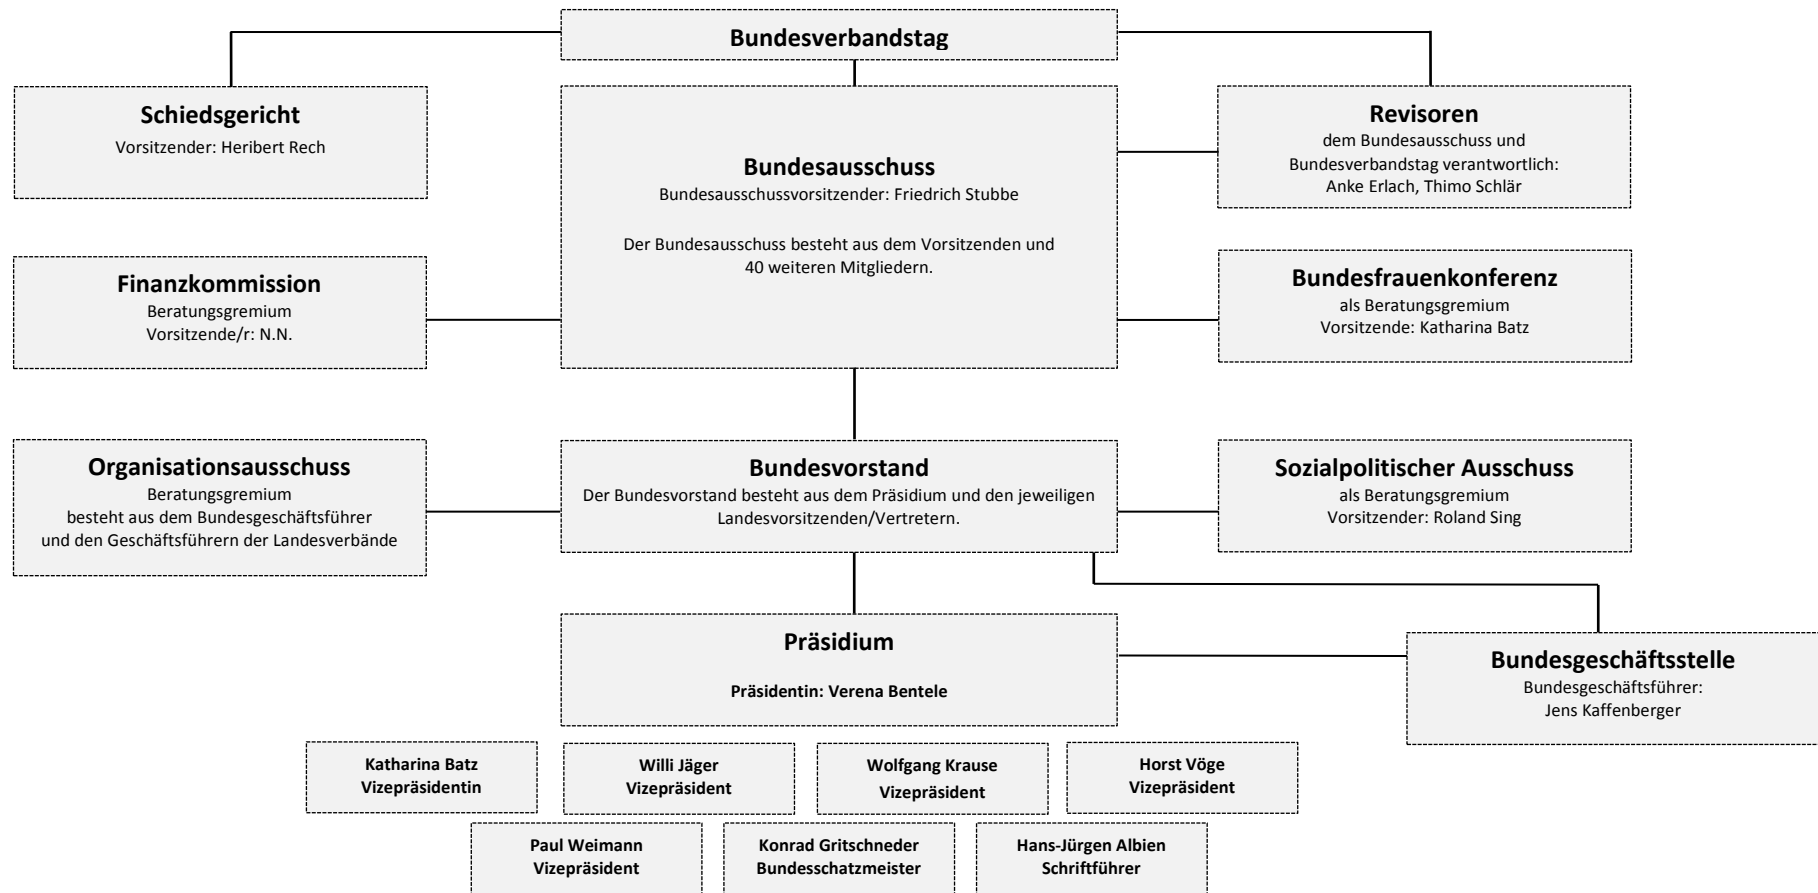 Bundesverbandstag
Schiedsgericht
Vorsitzender: Heribert Rech
Bundesausschuss
Bundesausschussvorsitzender: Friedrich Stubbe
Der Bundesausschuss besteht aus dem Vorsitzenden und
40 weiteren Mitgliedern.
Revisoren
dem Bundesausschuss und
Bundesverbandstag verantwortlich:
Anke Erlach, Thimo Schlär
Finanzkommission
Beratungsgremium
Vorsitzende/r: N.N.
Bundesfrauenkonferenz
als Beratungsgremium
Vorsitzende: Katharina Batz
Organisationsausschuss
Beratungsgremium
besteht aus dem Bundesgeschäftsführer
und den Geschäftsführern der Landesverbände
Bundesvorstand
Der Bundesvorstand besteht aus dem Präsidium und den jeweiligen
Landesvorsitzenden/Vertretern.
Sozialpolitischer Ausschuss
als Beratungsgremium
Vorsitzender: Roland Sing
Präsidium
Präsidentin: Verena Bentele
Bundesgeschäftsstelle
Bundesgeschäftsführer:
Jens Kaffenberger
Katharina Batz
Vizepräsidentin
Willi Jäger
Vizepräsident
Wolfgang Krause
Vizepräsident
Horst Vöge
Vizepräsident
Paul Weimann
Vizepräsident
Konrad Gritschneder
Bundesschatzmeister
Hans-Jürgen Albien
Schriftführer